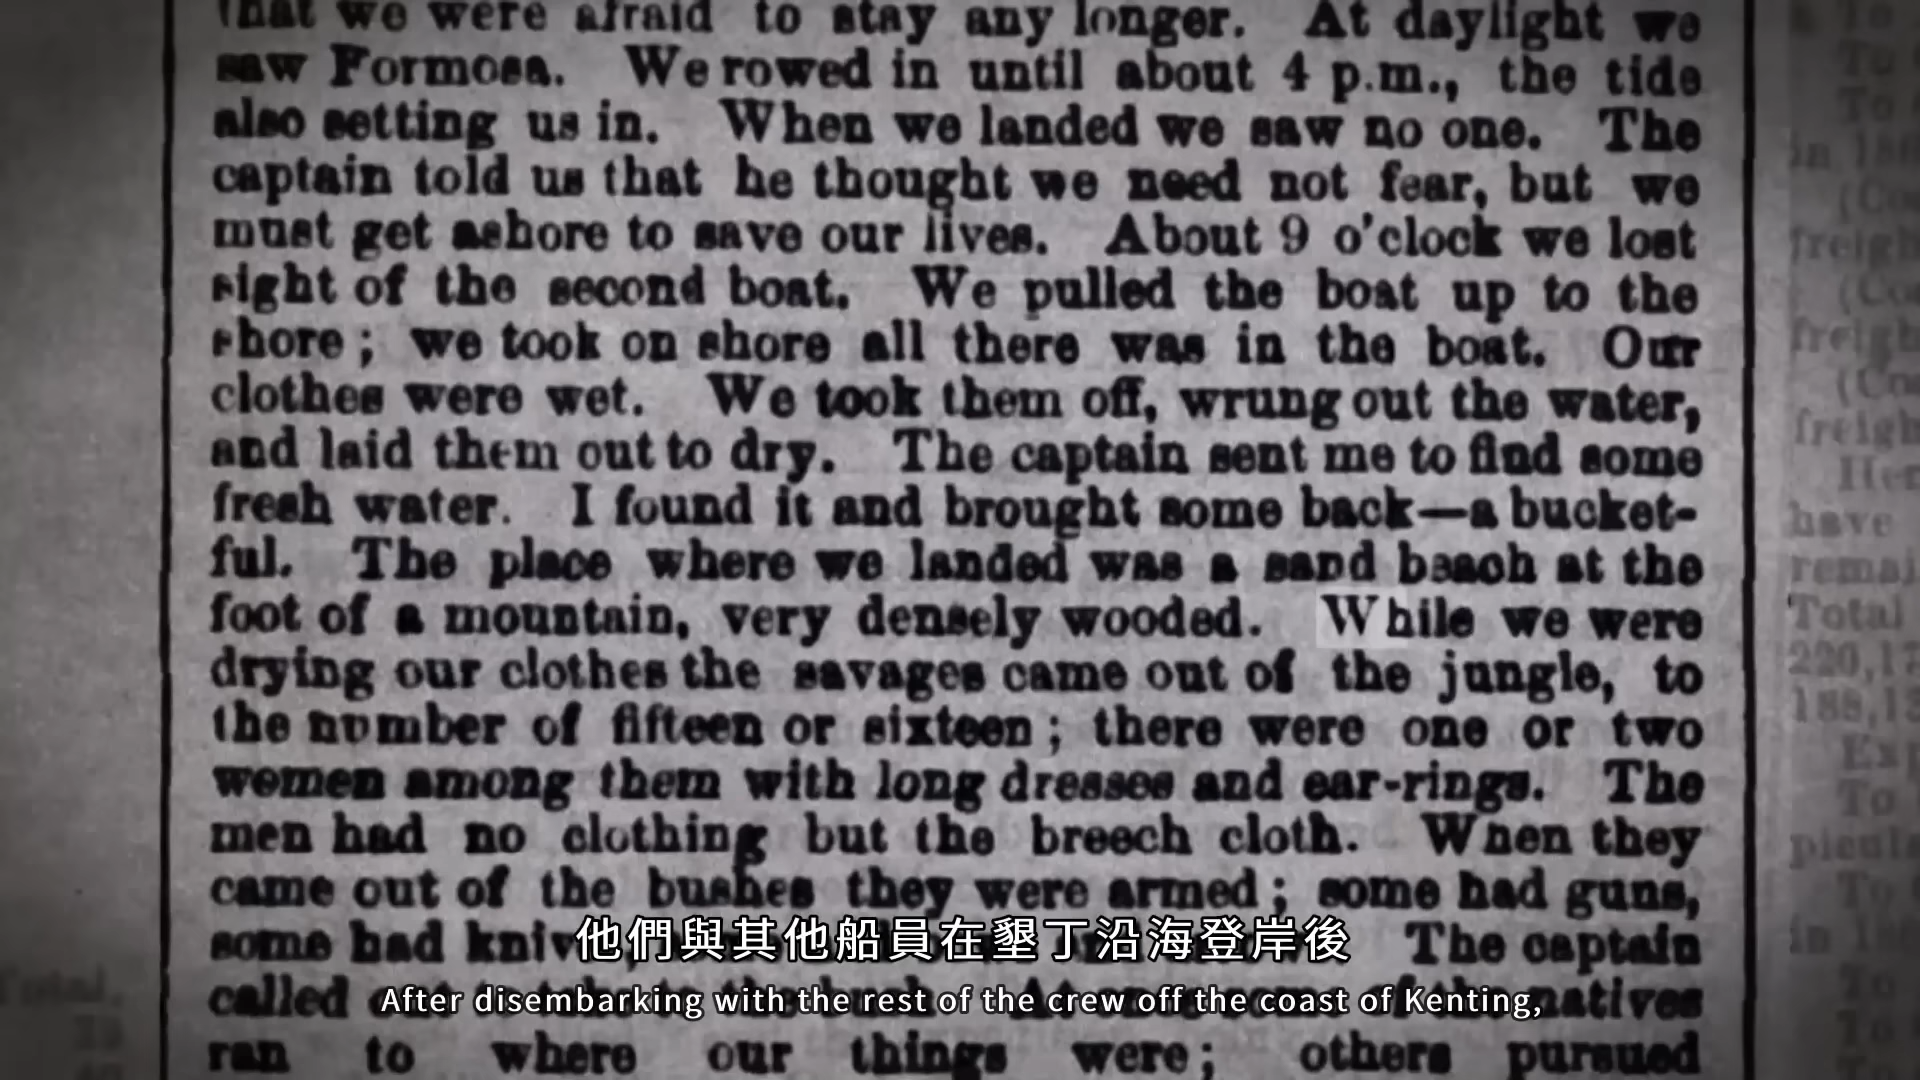 that we were afraid to stay any longer. At daylight we
saw Formosa. We rowed in until about 4 p.m., the tide
also setting us in. When we landed we saw no one. The
captain told us that he thought we need not fear, but we
must get ashore to save our lives. About 9 o'clock we lost
sight of the second boat. We pulled the boat up to the
shore; we took on shore all there was in the boat. Our
clothes were wet. We took them off, wrung out the water,
and laid them out to dry. The captain sent me to find some
fresh water. I found it and brought some back—a bucket-
ful. The place where we landed was a sand beach at the
foot of a mountain, very densely wooded. While we were
drying our clothes the savages came out of the jungle, to
the number of fifteen or sixteen; there were one or two
women among them with long dresses and ear-rings. The
men had no clothing but the breech cloth. When they
came out of the bushes they were armed; some had guns,
some had The captain
called natives
ran to where our things were; others pursued
他們與其他船員在墾丁沿海登岸後
After disembarking with the rest of the crew off the coast of Kenting,
To
To
in
freigh
freigh
freigh
have
remai
Total
Total,
To
To